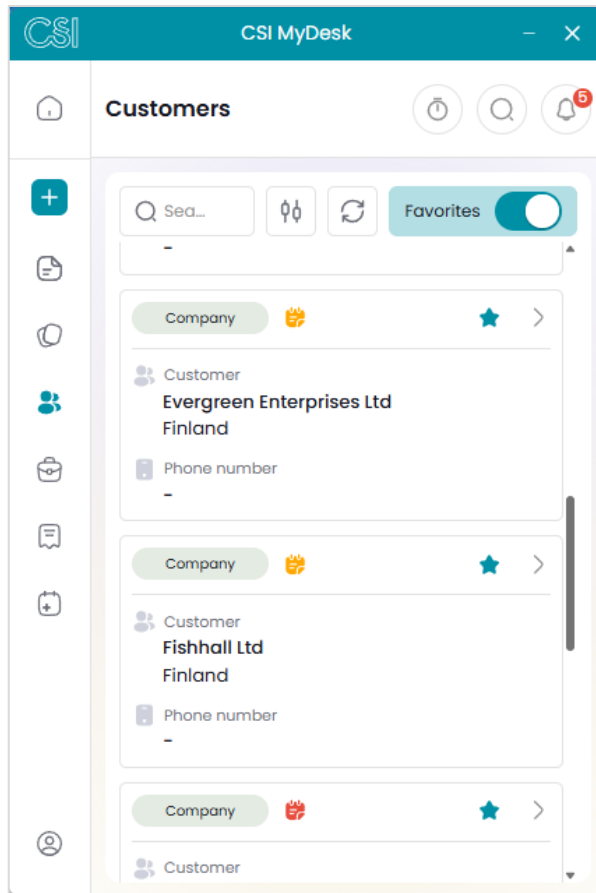 CSI
CSI MyDesk
Customers
5
Sea...
Favorites
-
Company
Customer
Evergreen Enterprises Ltd
Finland
Phone number
-
Company
Customer
Fishhall Ltd
Finland
Phone number
-
Company
Customer